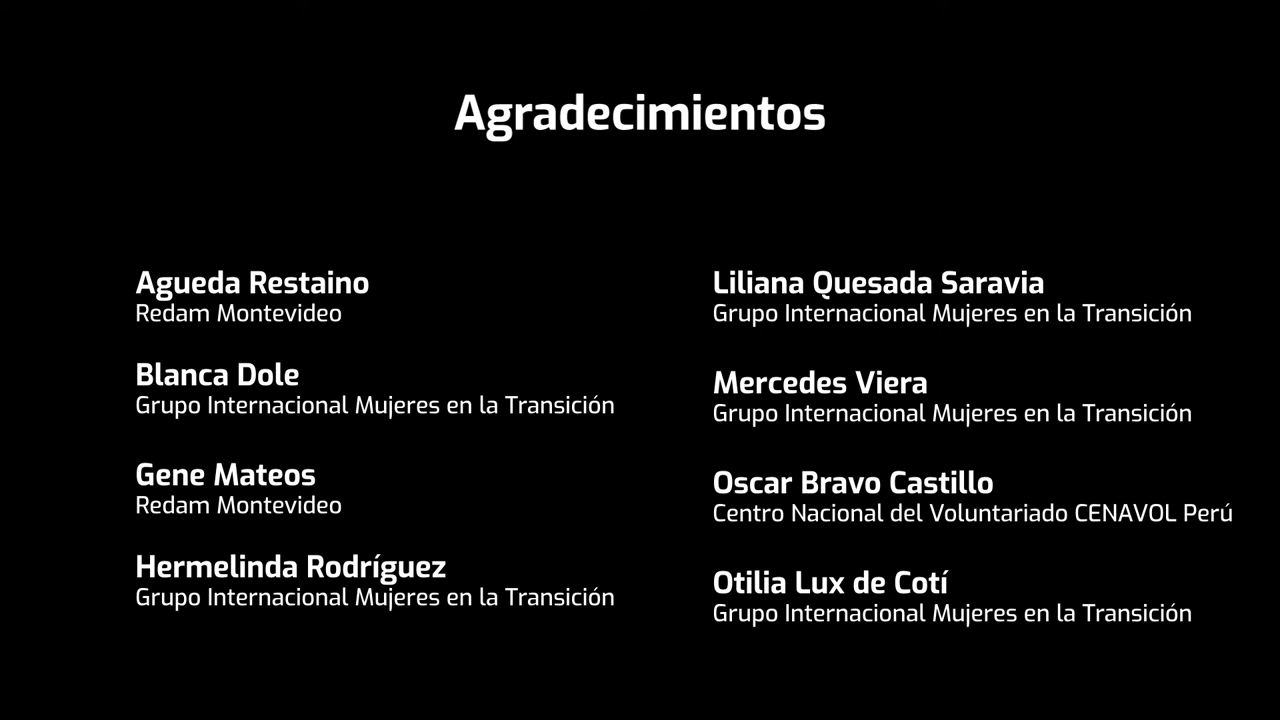 Agradecimientos
Agueda Restaino
Redam Montevideo
Blanca Dole
Grupo Internacional Mujeres en la Transición
Gene Mateos
Redam Montevideo
Hermelinda Rodríguez
Grupo Internacional Mujeres en la Transición
Liliana Quesada Saravia
Grupo Internacional Mujeres en la Transición
Mercedes Viera
Grupo Internacional Mujeres en la Transición
Oscar Bravo Castillo
Centro Nacional del Voluntariado CENAVOL Perú
Otilia Lux de Cotí
Grupo Internacional Mujeres en la Transición